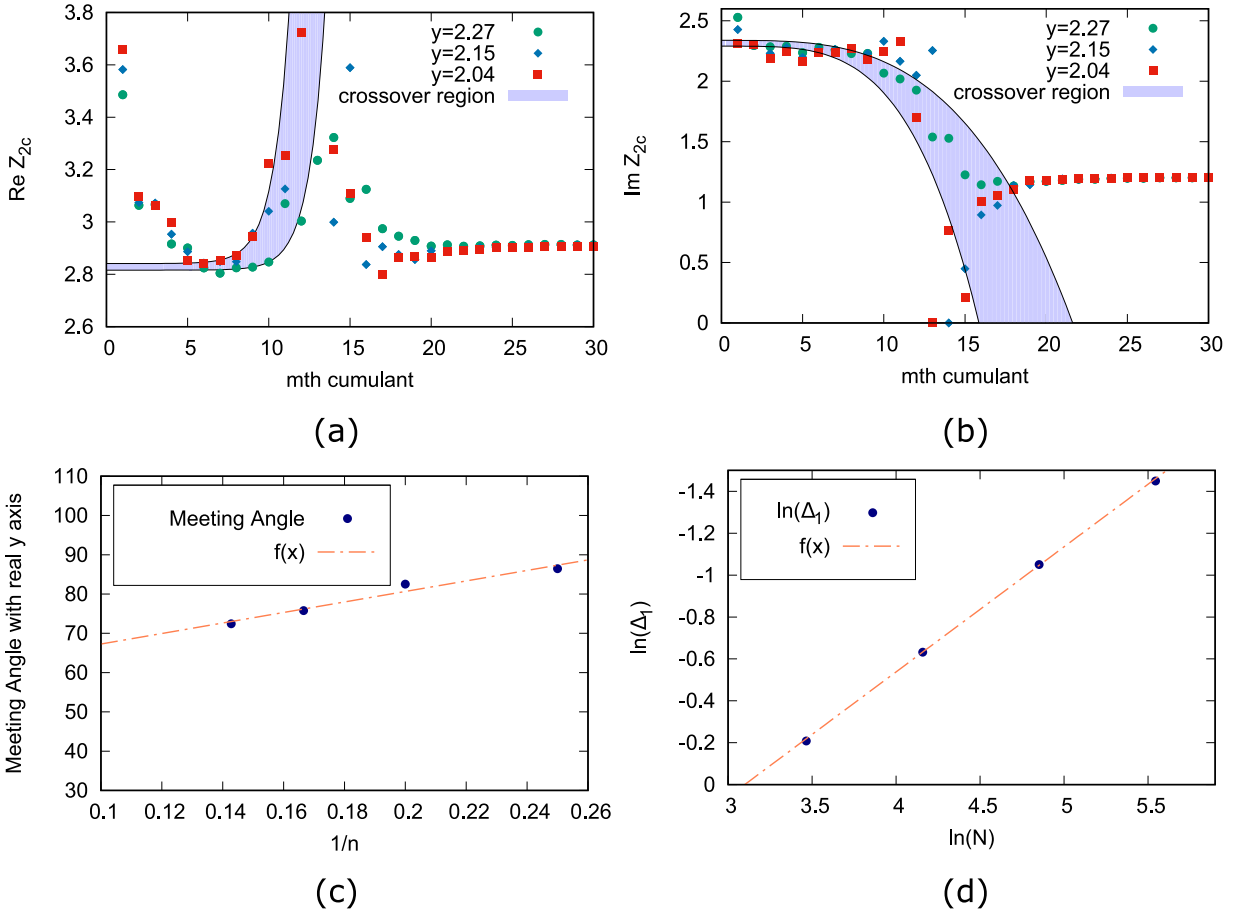 3.8
3.6
3.4
3.2
3
2.8
2.6
Re Z2c
y=2.27
y=2.15
y=2.04
crossover region
0 5 10 15 20 25 30
mth cumulant
(a)
2.5
2
1.5
1
0.5
0
Im Z2c
y=2.27
y=2.15
y=2.04
crossover region
0 5 10 15 20 25 30
mth cumulant
(b)
110
100
90
80
70
60
50
40
30
Meeting Angle with real y axis
Meeting Angle
f(x)
0.1 0.12 0.14 0.16 0.18 0.2 0.22 0.24 0.26
1/n
(c)
-1.4
-1.2
-1
-0.8
-0.6
-0.4
-0.2
0
ln(Δ1)
ln(Δ1)
f(x)
3 3.5 4 4.5 5 5.5
ln(N)
(d)